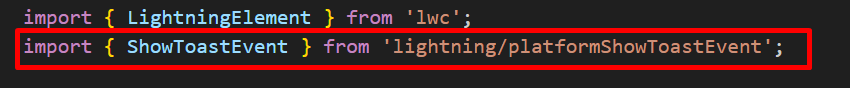 import { LightningElement } from 'lwc';
import { ShowToastEvent } from 'lightning/platformShowToastEvent';